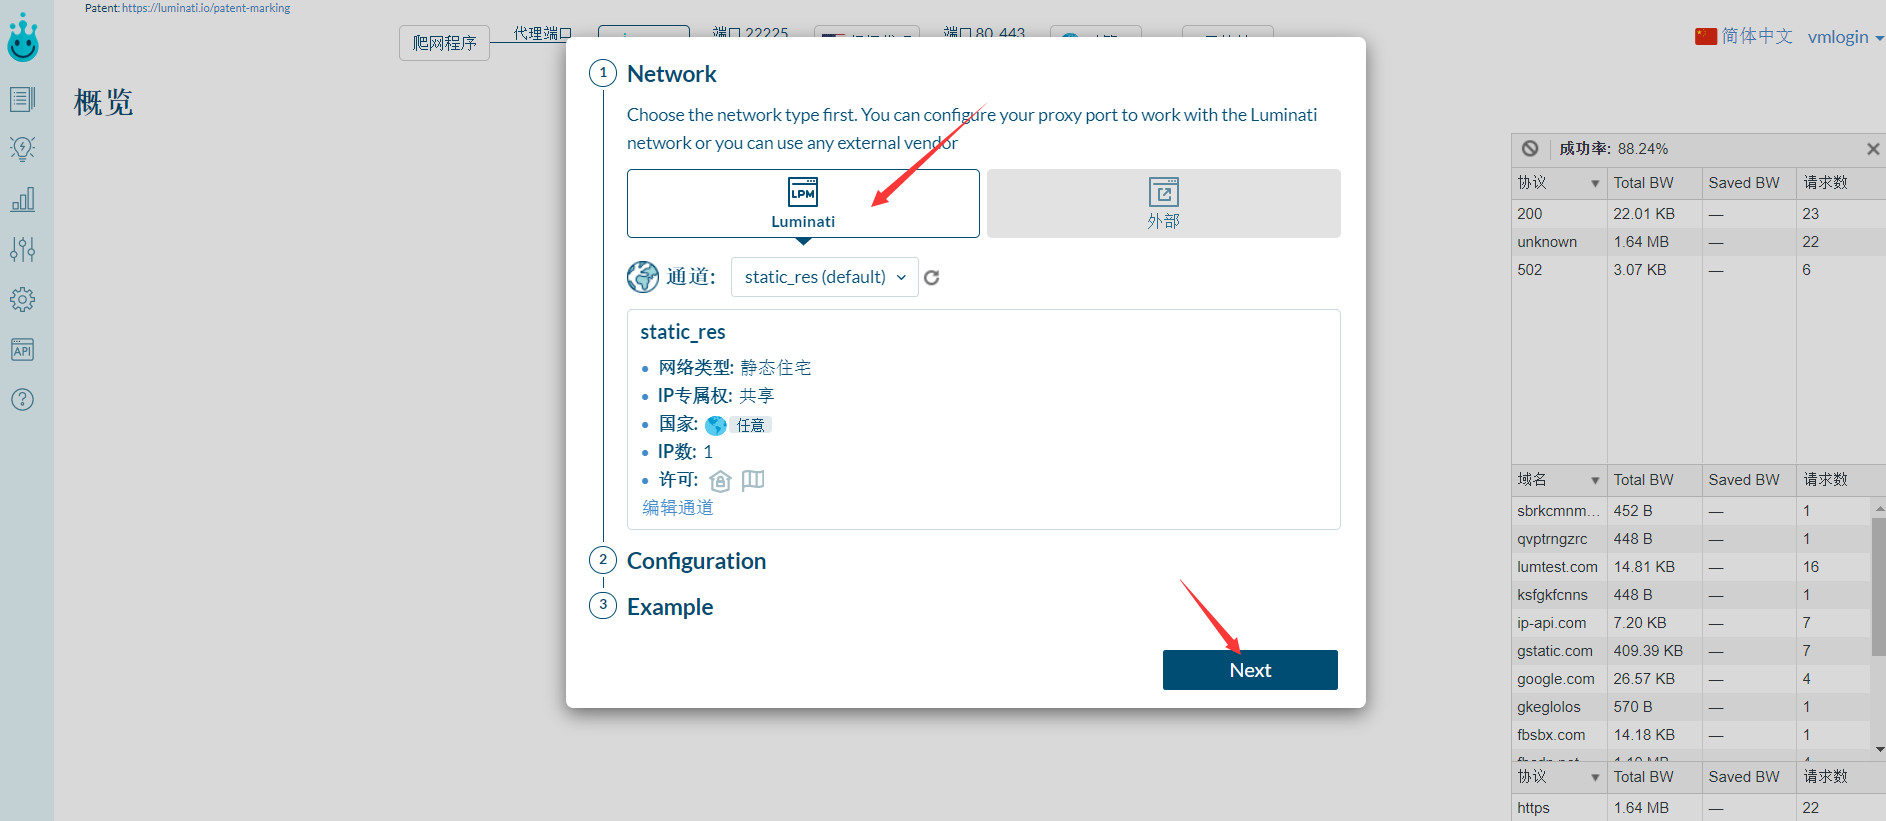 Patent: https://luminati.io/patent-marking
爬网程序
代理端口
端口 22225
端口 80, 443
简体中文
vmlogin
概览
1
Network
Choose the network type first. You can configure your proxy port to work with the Luminati
network or you can use any external vendor
LPM
Luminati
外部
通道:
static_res (default)
static_res
网络类型: 静态住宅
IP专属权: 共享
国家: 任意
IP数: 1
许可:
编辑通道
2
Configuration
3
Example
Next
API
成功率: 88.24%
协议 Total BW Saved BW 请求数
200 22.01 KB — 23
unknown 1.64 MB — 22
502 3.07 KB — 6
域名 Total BW Saved BW 请求数
sbrkcmnm... 452 B — 1
qvptrngzrc 448 B — 1
lumtest.com 14.81 KB — 16
ksfgkfcnns 448 B — 1
ip-api.com 7.20 KB — 7
gstatic.com 409.39 KB — 7
google.com 26.57 KB — 4
gkeglolos 570 B — 1
fbsbx.com 14.18 KB — 1
协议 Total BW Saved BW 请求数
https 1.64 MB — 22